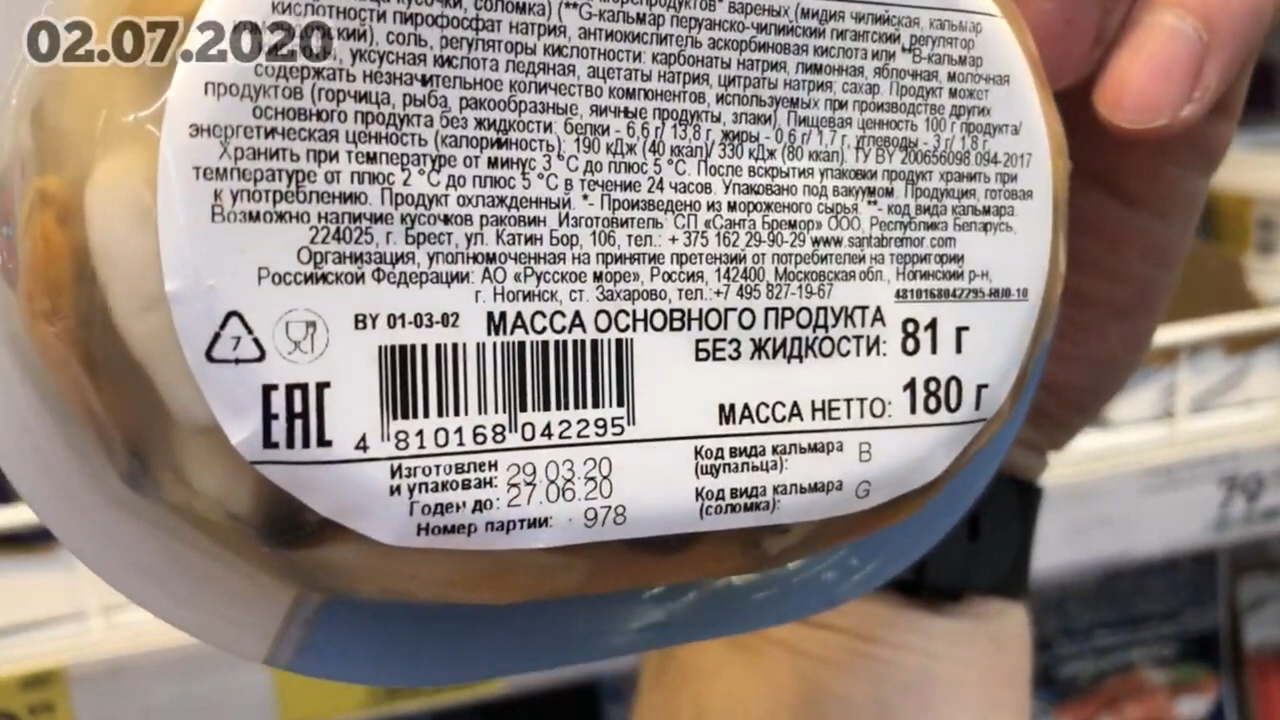 02.07.2020
кусочки, соломка) (**G-кальмар перуано-чилийский гигантский, регулятор
вареных (мидия чилийская, кальмар
кислотности пирофосфат натрия, антиокислитель аскорбиновая кислота или **В-кальмар
соль, регуляторы кислотности: карбонаты натрия, лимонная, яблочная, молочная
уксусная кислота ледяная, ацетаты натрия, цитраты натрия; сахар. Продукт может
содержать незначительное количество компонентов, используемых при производстве других
продуктов (горчица, рыба, ракообразные, яичные продукты, злаки). Пищевая ценность 100 г продукта/
основного продукта без жидкости: белки - 6,6 г/ 13,8 г, жиры - 0,6 г/ 1,7 г, углеводы - 3 г/ 1,8 г,
энергетическая ценность (калорийность): 190 кДж (40 ккал)/ 330 кДж (80 ккал). ТУ BY 200656098.094-2017
Хранить при температуре от минус 3 °С до плюс 5 °С. После вскрытия упаковки продукт хранить при
температуре от плюс 2 °С до плюс 5 °С в течение 24 часов. Упаковано под вакуумом. Продукция, готовая
к употреблению. Продукт охлажденный. *- Произведено из мороженого сырья. **- код вида кальмара.
Возможно наличие кусочков раковин. Изготовитель: СП «Санта Бремор» ООО, Республика Беларусь,
224025, г. Брест, ул. Катин Бор, 106, тел.: + 375 162 29-90-29 www.santabremor.com
Организация, уполномоченная на принятие претензий от потребителей на территории
Российской Федерации: АО «Русское море», Россия, 142400, Московская обл., Ногинский р-н,
г. Ногинск, ст. Захарово, тел.:+7 495 827-19-67
4810168042295-RU0-10
7
BY 01-03-02
МАССА ОСНОВНОГО ПРОДУКТА
БЕЗ ЖИДКОСТИ: 81 г
МАССА НЕТТО: 180 г
EAC
4 810168 042295
Изготовлен
и упакован: 29.03.20
Годен до: 27.06.20
Номер партии: 978
Код вида кальмара
(щупальца): B
Код вида кальмара
(соломка): G
79